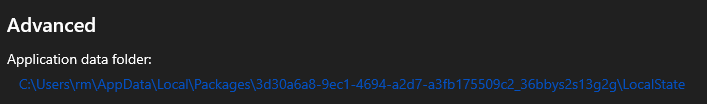 Advanced
Application data folder:
C:\Users\rm\AppData\Local\Packages\3d30a6a8-9ec1-4694-a2d7-a3fb175509c2_36bbys2s13g2g\LocalState